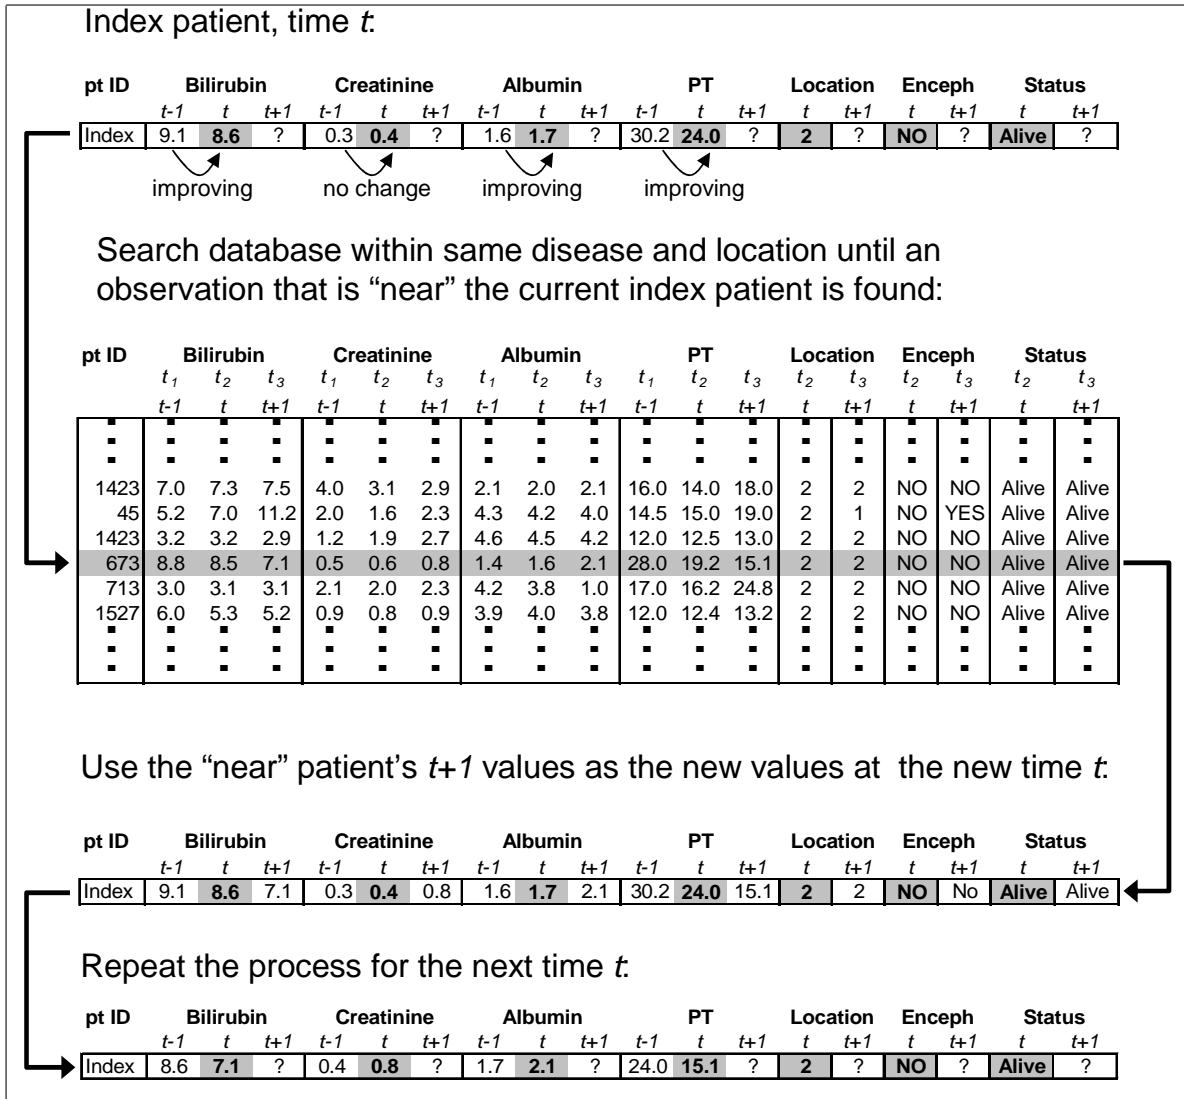 Index patient, time t:
pt ID Bilirubin Creatinine Albumin PT Location Enceph Status
t-1 t t+1 t-1 t t+1 t-1 t t+1 t-1 t t+1 t t+1 t t+1 t t+1
Index 9.1 8.6 ? 0.3 0.4 ? 1.6 1.7 ? 30.2 24.0 ? 2 ? NO ? Alive ?
improving no change improving improving
Search database within same disease and location until an
observation that is “near” the current index patient is found:
pt ID Bilirubin Creatinine Albumin PT Location Enceph Status
t1 t2 t3 t1 t2 t3 t1 t2 t3 t1 t2 t3 t2 t3 t2 t3 t2 t3
t-1 t t+1 t-1 t t+1 t-1 t t+1 t-1 t t+1 t t+1 t t+1 t t+1
1423 7.0 7.3 7.5 4.0 3.1 2.9 2.1 2.0 2.1 16.0 14.0 18.0 2 2 NO NO Alive Alive
45 5.2 7.0 11.2 2.0 1.6 2.3 4.3 4.2 4.0 14.5 15.0 19.0 2 1 NO YES Alive Alive
1423 3.2 3.2 2.9 1.2 1.9 2.7 4.6 4.5 4.2 12.0 12.5 13.0 2 2 NO NO Alive Alive
673 8.8 8.5 7.1 0.5 0.6 0.8 1.4 1.6 2.1 28.0 19.2 15.1 2 2 NO NO Alive Alive
713 3.0 3.1 3.1 2.1 2.0 2.3 4.2 3.8 1.0 17.0 16.2 24.8 2 2 NO NO Alive Alive
1527 6.0 5.3 5.2 0.9 0.8 0.9 3.9 4.0 3.8 12.0 12.4 13.2 2 2 NO NO Alive Alive
Use the “near” patient’s t+1 values as the new values at the new time t:
pt ID Bilirubin Creatinine Albumin PT Location Enceph Status
t-1 t t+1 t-1 t t+1 t-1 t t+1 t-1 t t+1 t t+1 t t+1 t t+1
Index 9.1 8.6 7.1 0.3 0.4 0.8 1.6 1.7 2.1 30.2 24.0 15.1 2 2 NO No Alive Alive
Repeat the process for the next time t:
pt ID Bilirubin Creatinine Albumin PT Location Enceph Status
t-1 t t+1 t-1 t t+1 t-1 t t+1 t-1 t t+1 t t+1 t t+1 t t+1
Index 8.6 7.1 ? 0.4 0.8 ? 1.7 2.1 ? 24.0 15.1 ? 2 ? NO ? Alive ?